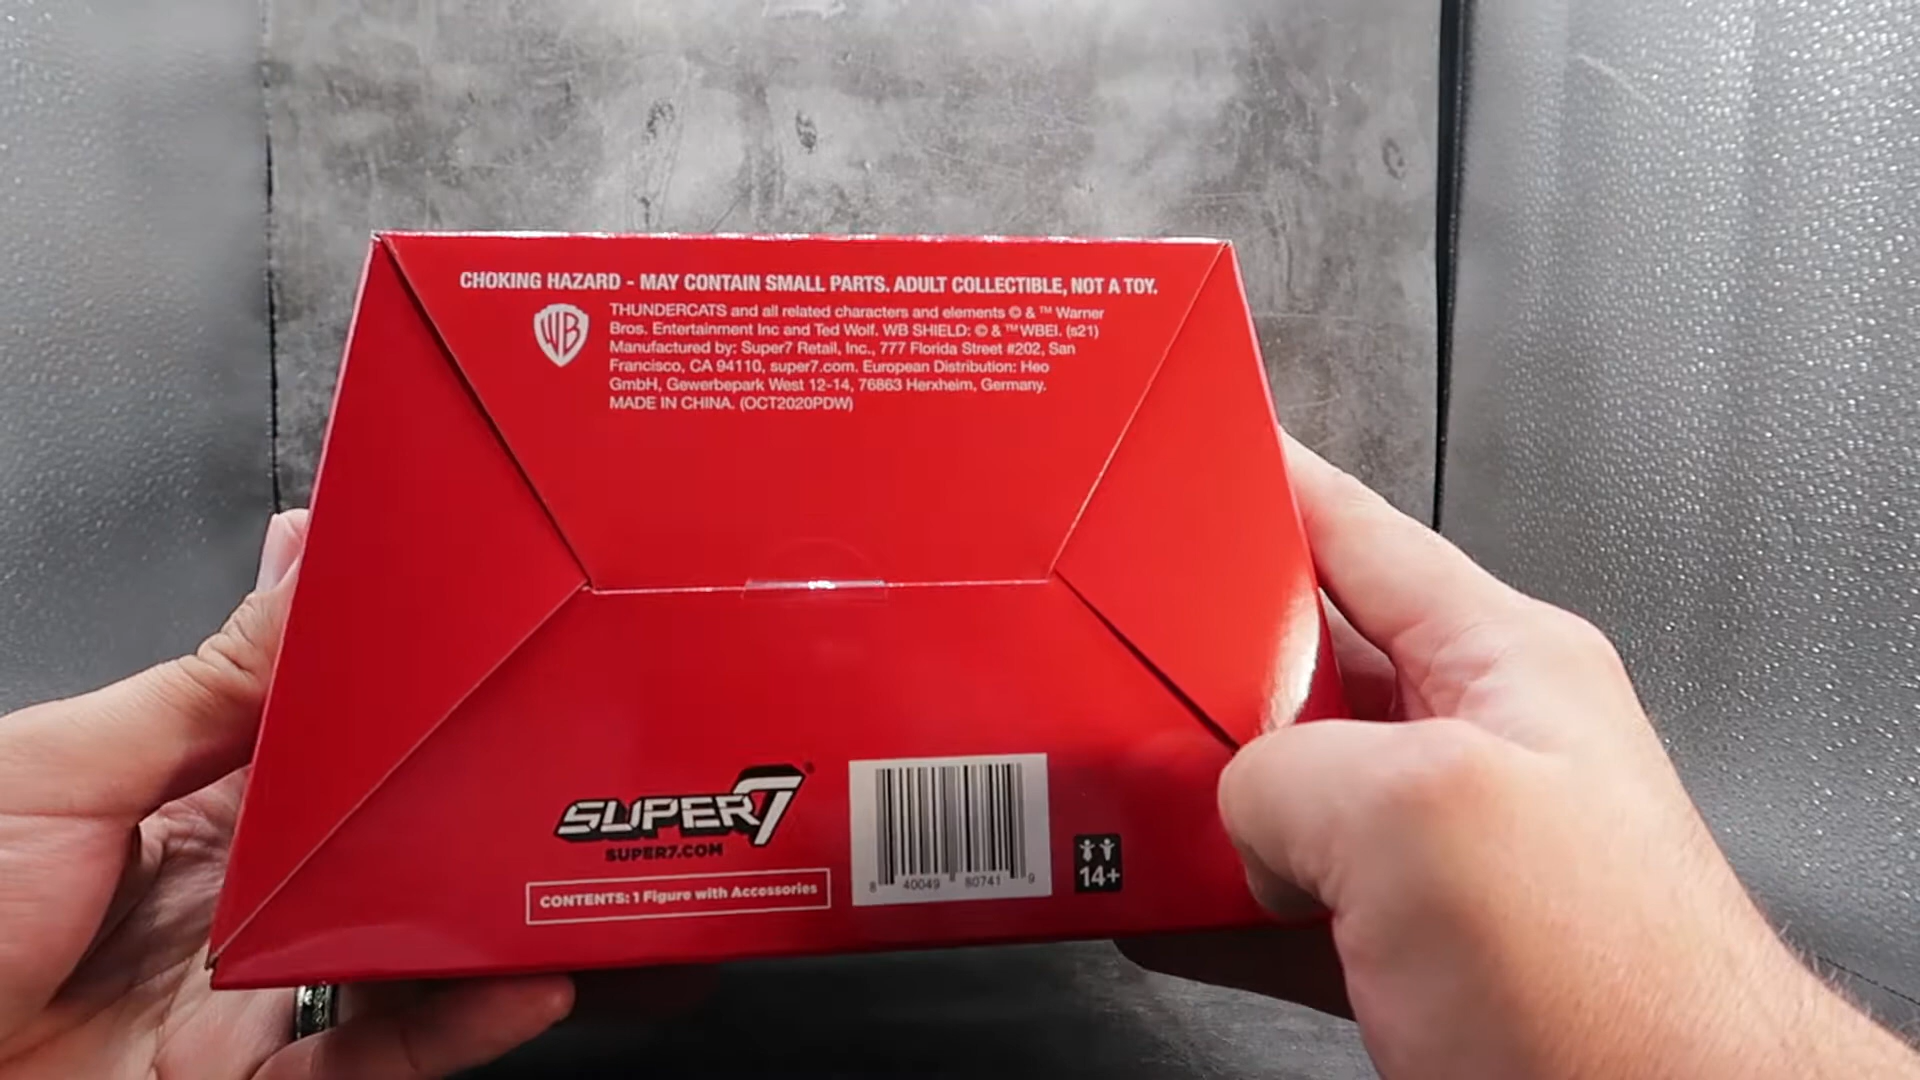 CHOKING HAZARD - MAY CONTAIN SMALL PARTS. ADULT COLLECTIBLE, NOT A TOY.
WB
THUNDERCATS and all related characters and elements © & ™ Warner
Bros. Entertainment Inc and Ted Wolf. WB SHIELD: © & ™ WBEI. (s21)
Manufactured by: Super7 Retail, Inc., 777 Florida Street #202, San
Francisco, CA 94110, super7.com. European Distribution: Heo
GmbH, Gewerbepark West 12-14, 76863 Herxheim, Germany.
MADE IN CHINA. (OCT2020PDW)
SUPER7®
SUPER7.COM
CONTENTS: 1 Figure with Accessories
8 40049 80741 9
14+